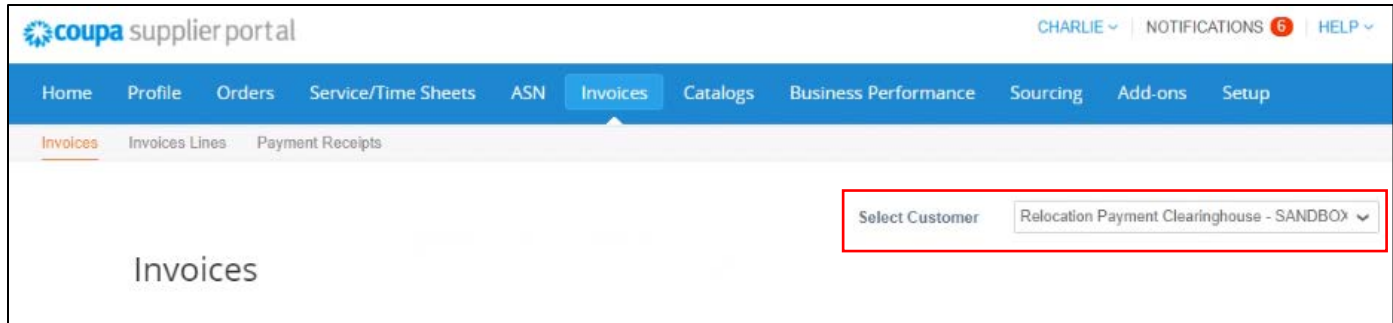 coupa supplier portal CHARLIE NOTIFICATIONS 6 HELP
Home Profile Orders Service/Time Sheets ASN Invoices Catalogs Business Performance Sourcing Add-ons Setup
Invoices Invoices Lines Payment Receipts
Select Customer Relocation Payment Clearinghouse - SANDBOX
Invoices